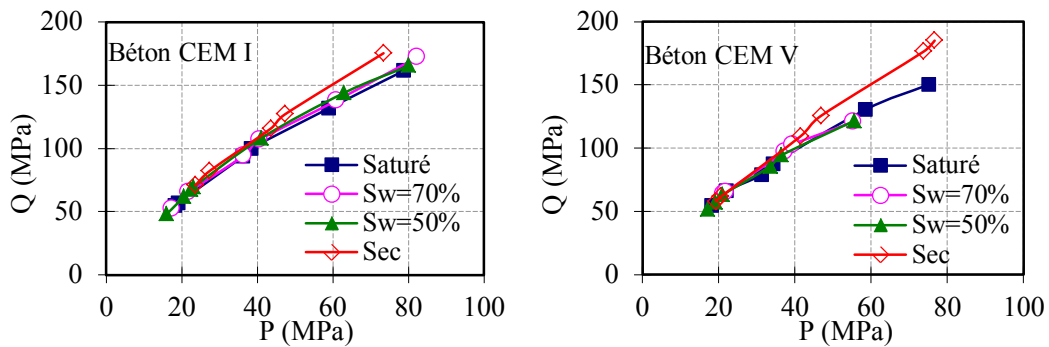 Béton CEM I
Q (MPa)
200
150
100
50
0
Saturé
Sw=70%
Sw=50%
Sec
0 20 40 60 80 100
P (MPa)
Béton CEM V
Q (MPa)
200
150
100
50
0
Saturé
Sw=70%
Sw=50%
Sec
0 20 40 60 80 100
P (MPa)